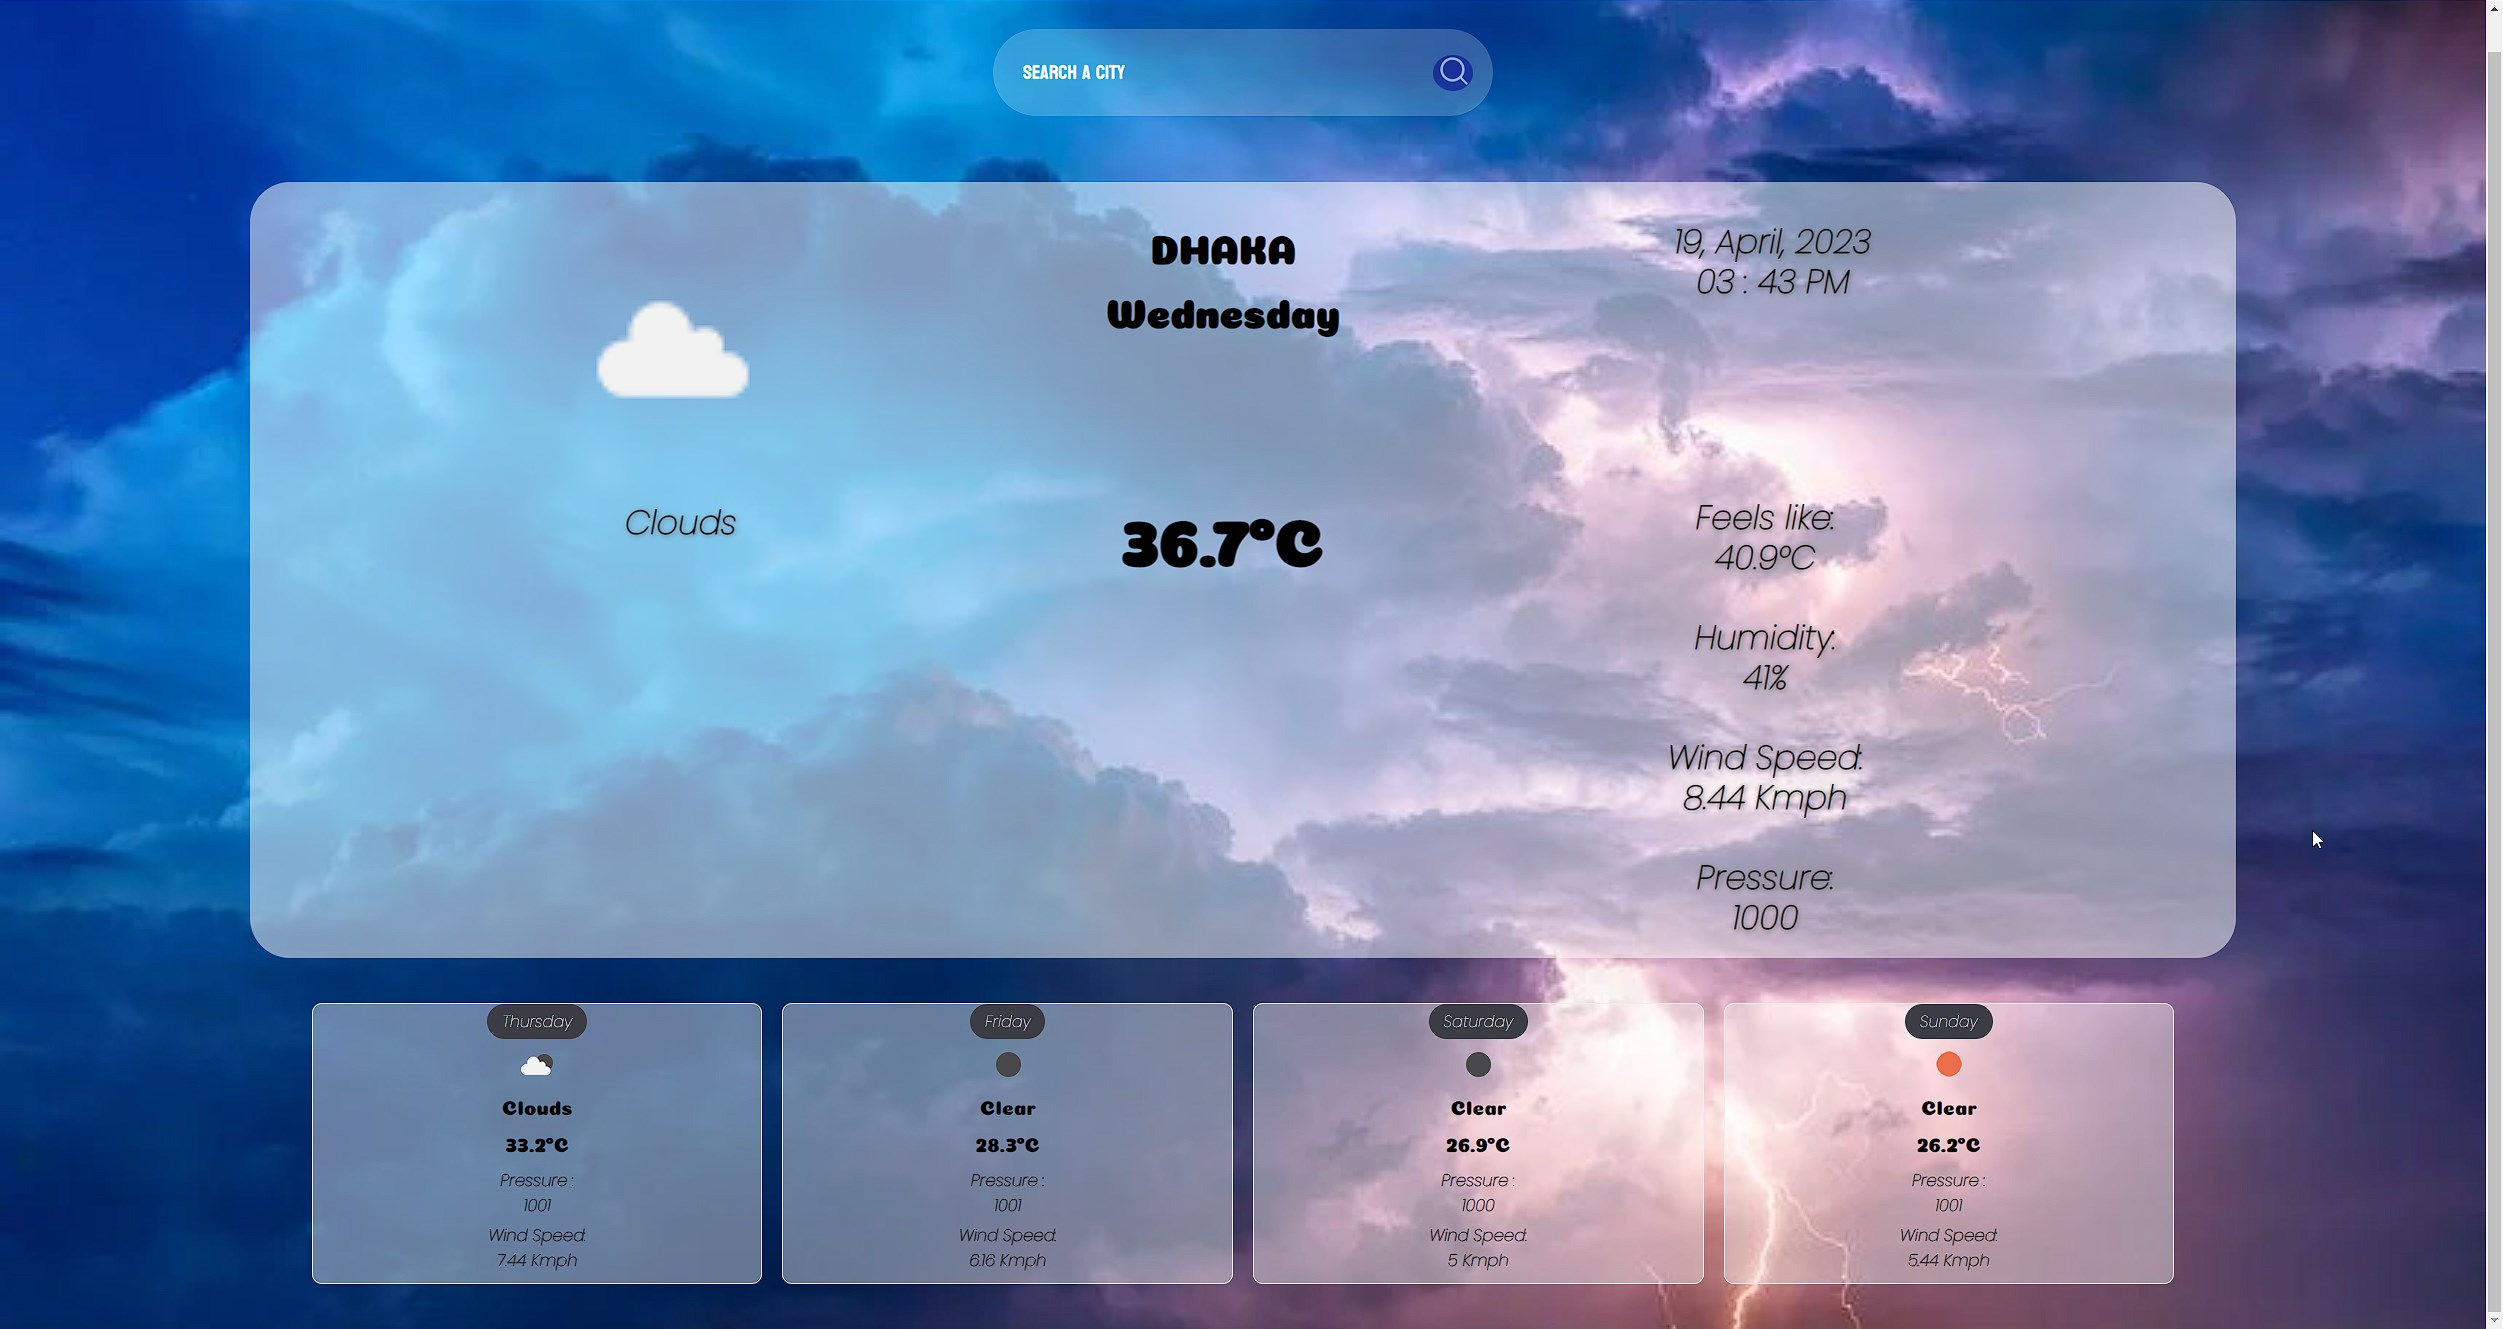 SEARCH A CITY
DHAKA
Wednesday
19, April, 2023
03 : 43 PM
Clouds
36.7°C
Feels like:
40.9°C
Humidity:
41%
Wind Speed:
8.44 Kmph
Pressure:
1000
Thursday
Clouds
33.2°C
Pressure :
1001
Wind Speed:
7.44 Kmph
Friday
Clear
28.3°C
Pressure :
1001
Wind Speed:
6.16 Kmph
Saturday
Clear
26.9°C
Pressure :
1000
Wind Speed:
5 Kmph
Sunday
Clear
26.2°C
Pressure :
1001
Wind Speed:
5.44 Kmph